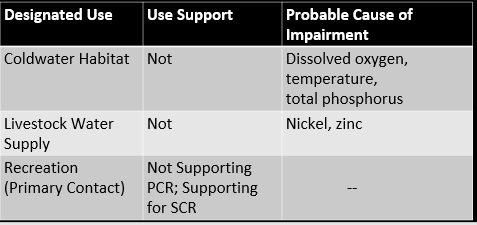 Designated Use Use Support Probable Cause of
Impairment
Coldwater Habitat Not Dissolved oxygen,
temperature,
total phosphorus
Livestock Water Not Nickel, zinc
Supply
Recreation Not Supporting
(Primary Contact) PCR; Supporting --
for SCR